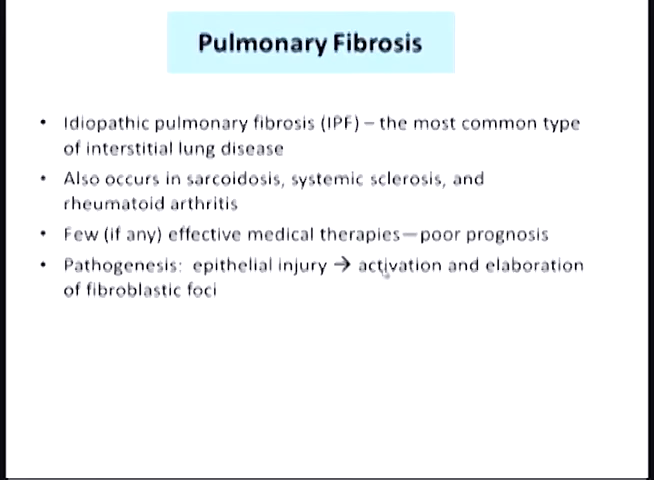 Pulmonary Fibrosis
• Idiopathic pulmonary fibrosis (IPF) – the most common type
of interstitial lung disease
• Also occurs in sarcoidosis, systemic sclerosis, and
rheumatoid arthritis
• Few (if any) effective medical therapies—poor prognosis
• Pathogenesis: epithelial injury → activation and elaboration
of fibroblastic foci